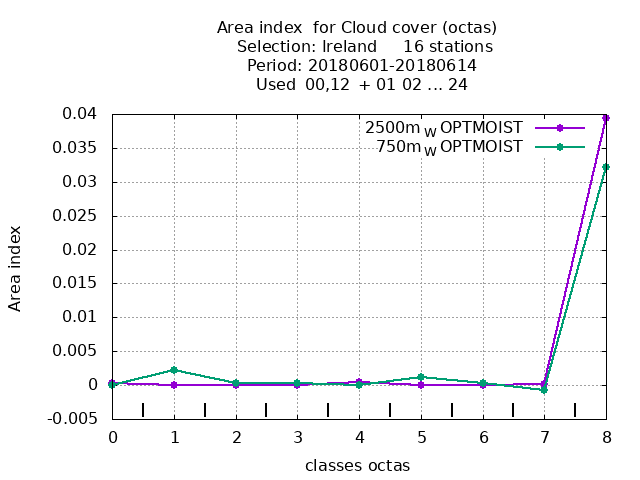 Area index  for Cloud cover (octas)
Selection: Ireland     16 stations
Period: 20180601-20180614
Used  00,12  + 01 02 ... 24
2500m_W OPTMOIST
750m_W OPTMOIST
0.04
0.035
0.03
0.025
0.02
0.015
0.01
0.005
0
-0.005
Area index
0 1 2 3 4 5 6 7 8
classes octas